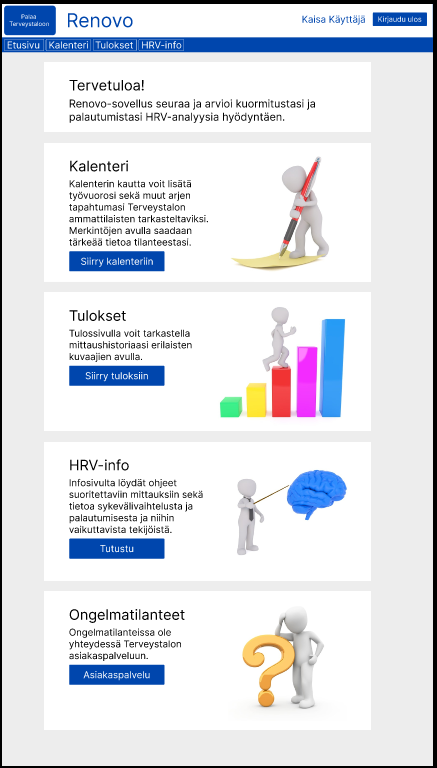 Palaa
Terveystaloon
Renovo
Kaisa Käyttäjä
Kirjaudu ulos
Etusivu Kalenteri Tulokset HRV-info
Tervetuloa!
Renovo-sovellus seuraa ja arvioi kuormitustasi ja
palautumistasi HRV-analyysia hyödyntäen.
Kalenteri
Kalenterin kautta voit lisätä
työvuorosi sekä muut arjen
tapahtumasi Terveystalon
ammattilaisten tarkasteltaviksi.
Merkintöjen avulla saadaan
tärkeää tietoa tilanteestasi.
Siirry kalenteriin
Tulokset
Tulossivulla voit tarkastella
mittaushistoriaasi erilaisten
kuvaajien avulla.
Siirry tuloksiin
HRV-info
Infosivulta löydät ohjeet
suoritettaviin mittauksiin sekä
tietoa sykevälivaihtelusta ja
palautumisesta ja niihin
vaikuttavista tekijöistä.
Tutustu
Ongelmatilanteet
Ongelmatilanteissa ole
yhteydessä Terveystalon
asiakaspalveluun.
Asiakaspalvelu